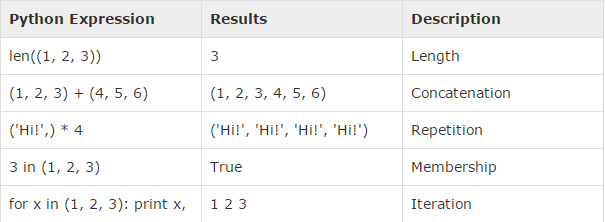 Python Expression Results Description
len((1, 2, 3)) 3 Length
(1, 2, 3) + (4, 5, 6) (1, 2, 3, 4, 5, 6) Concatenation
('Hi!',) * 4 ('Hi!', 'Hi!', 'Hi!', 'Hi!') Repetition
3 in (1, 2, 3) True Membership
for x in (1, 2, 3): print x, 1 2 3 Iteration